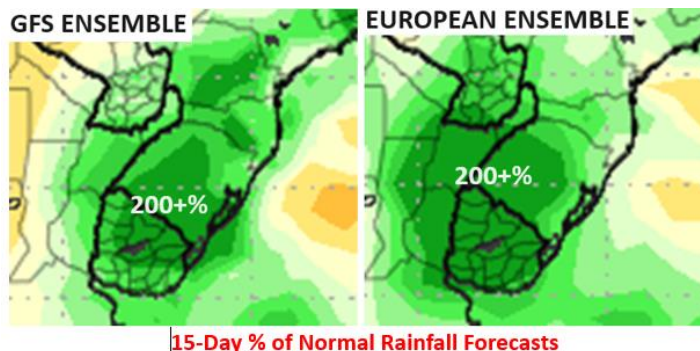 GFS ENSEMBLE
EUROPEAN ENSEMBLE
200+%
200+%
15-Day % of Normal Rainfall Forecasts